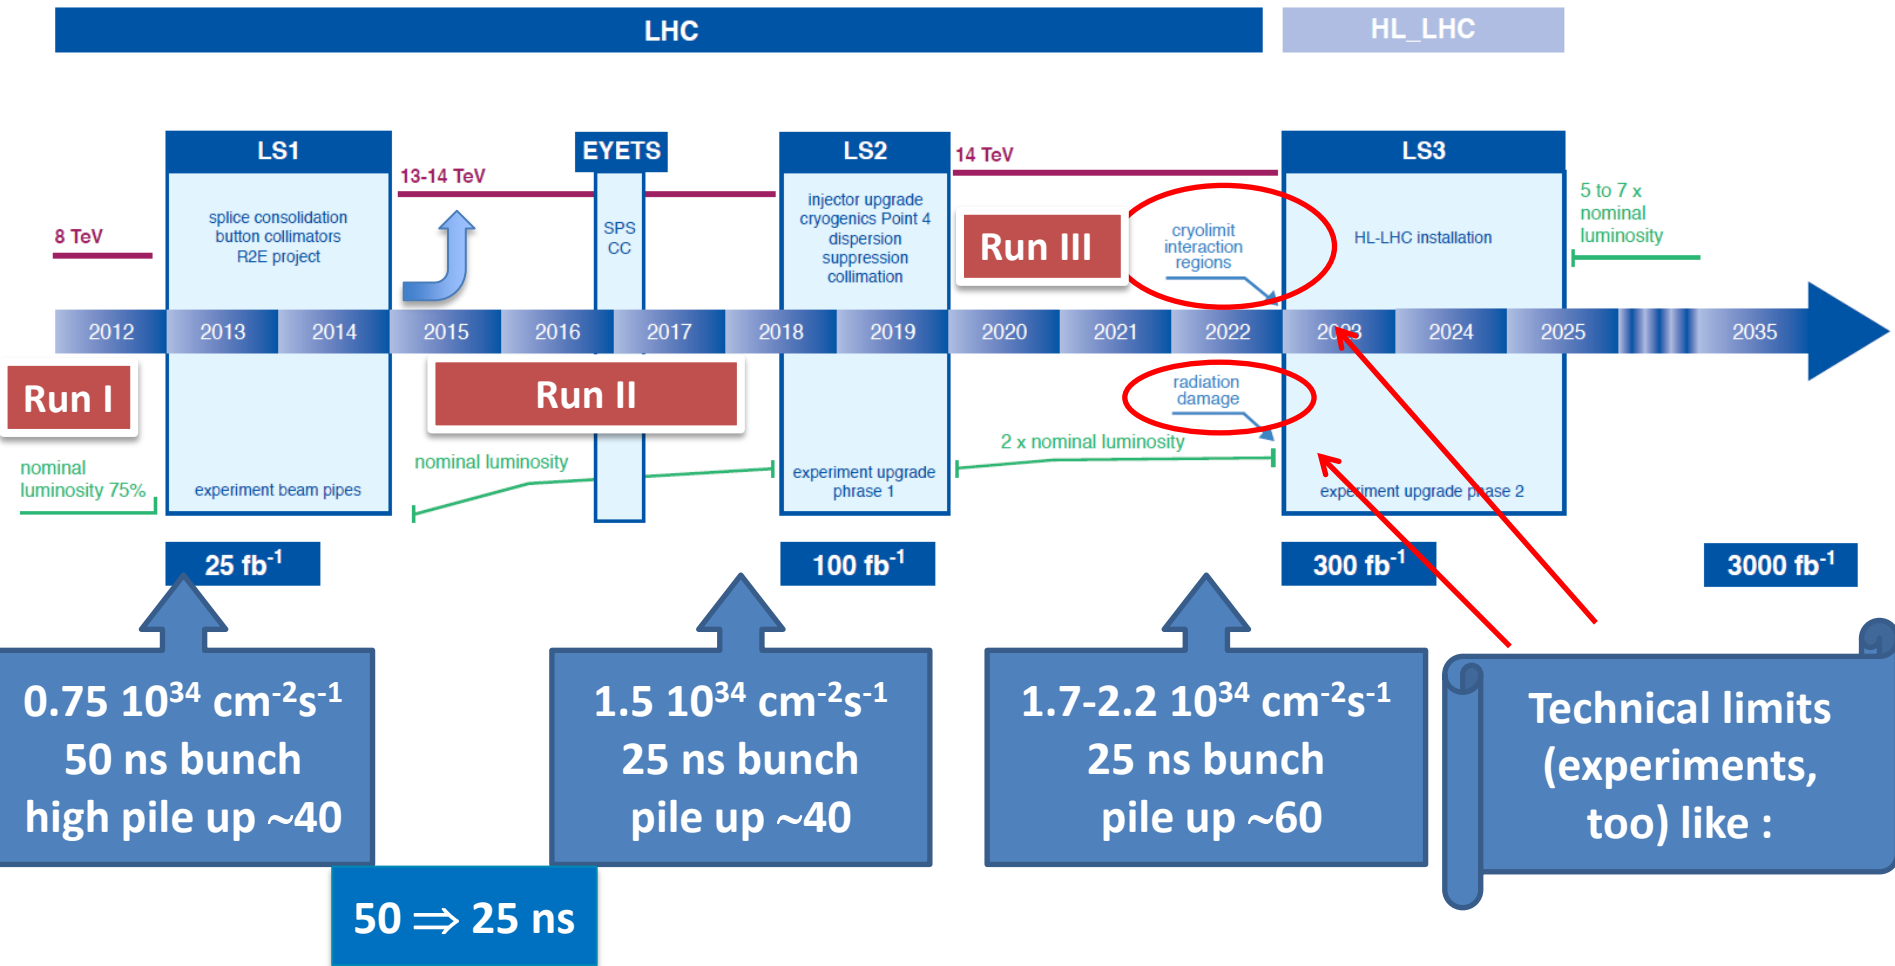 LHC
HL_LHC
LS1
EYETS
LS2
LS3
8 TeV
13-14 TeV
14 TeV
splice consolidation
button collimators
R2E project
SPS
CC
injector upgrade
cryogenics Point 4
dispersion
suppression
collimation
Run III
cryolimit
interaction
regions
HL-LHC installation
5 to 7 x
nominal
luminosity
2012 2013 2014 2015 2016 2017 2018 2019 2020 2021 2022 2023 2024 2025 2035
Run I
Run II
radiation
damage
nominal
luminosity 75%
experiment beam pipes
nominal luminosity
experiment upgrade
phrase 1
2 x nominal luminosity
experiment upgrade phase 2
25 fb⁻¹
100 fb⁻¹
300 fb⁻¹
3000 fb⁻¹
0.75 10³⁴ cm⁻²s⁻¹
50 ns bunch
high pile up ~40
1.5 10³⁴ cm⁻²s⁻¹
25 ns bunch
pile up ~40
1.7-2.2 10³⁴ cm⁻²s⁻¹
25 ns bunch
pile up ~60
Technical limits
(experiments,
too) like :
50 ⇒ 25 ns